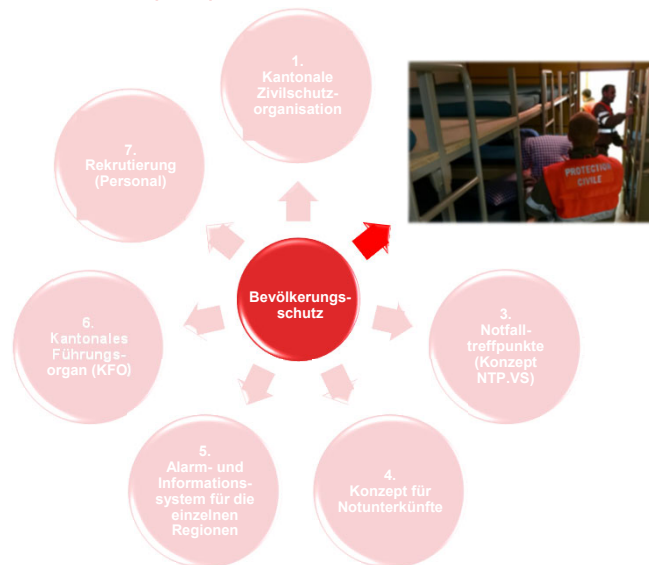 1.
Kantonale
Zivilschutz-
organisation
PROTECTION
CIVILE
3.
Notfall-
treffpunkte
(Konzept
NTP.VS)
4.
Konzept für
Notunterkünfte
5.
Alarm- und
Informations-
system für die
einzelnen
Regionen
6.
Kantonales
Führungs-
organ (KFO)
7.
Rekrutierung
(Personal)
Bevölkerungs-
schutz